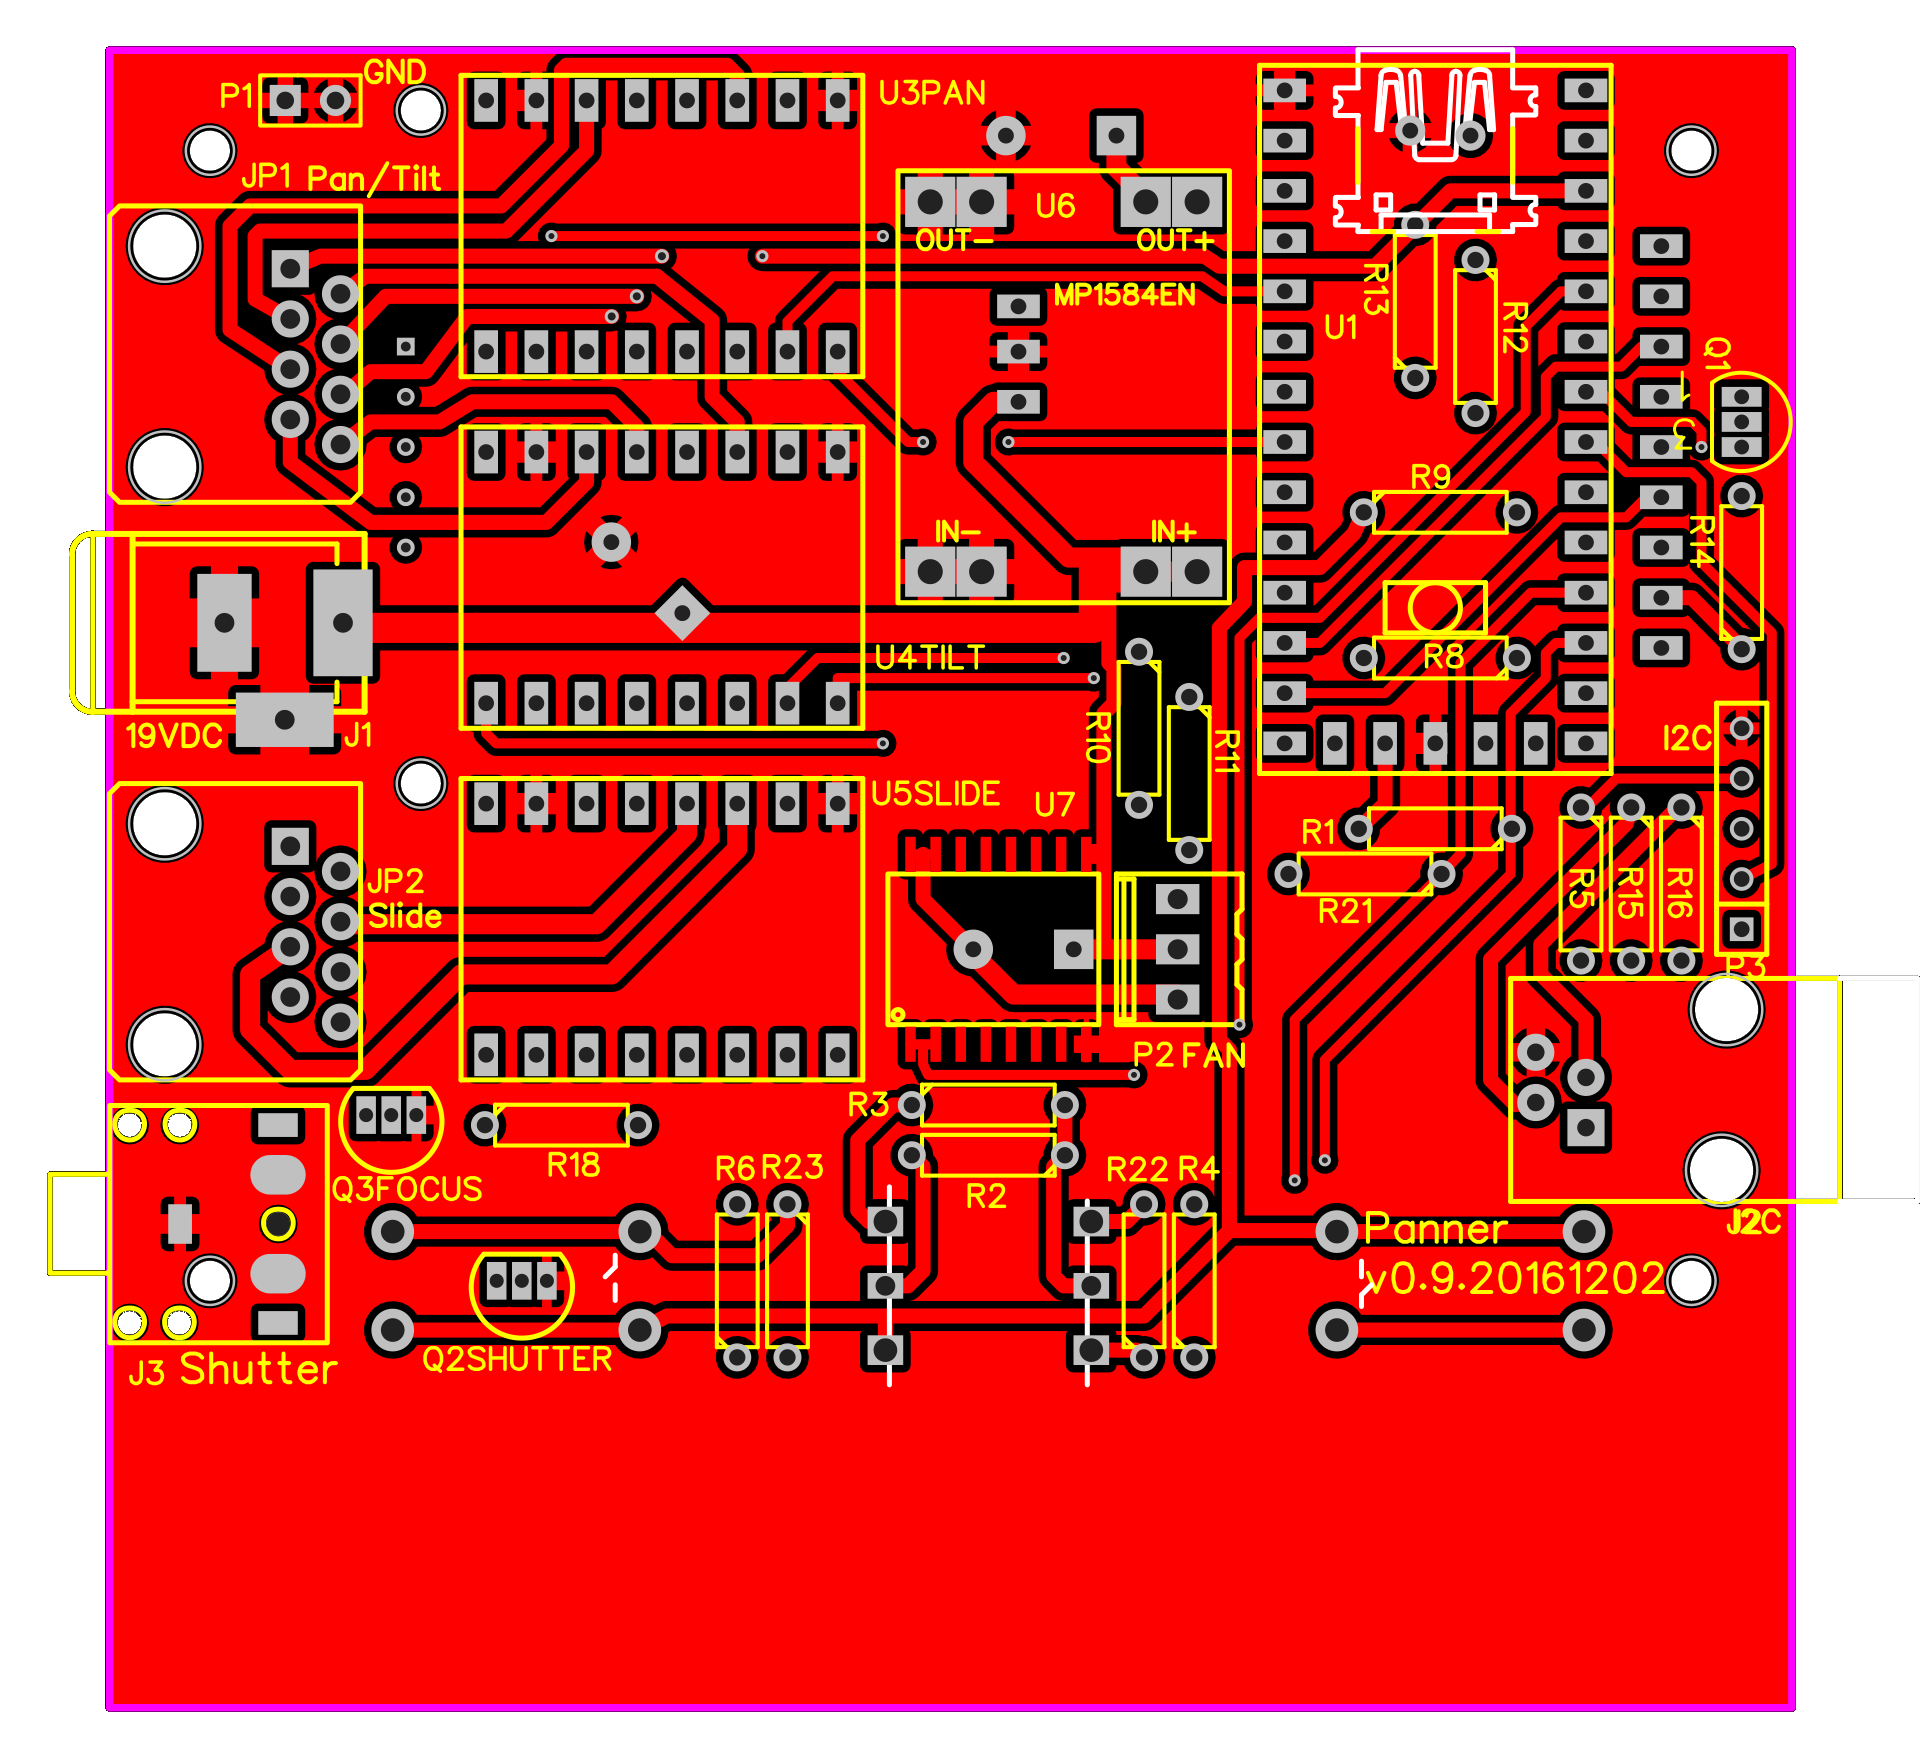 GND
P1
U3PAN
JP1 Pan/Tilt
U6
OUT-
OUT+
MP1584EN
R13
R12
U1
Q1
R9
IN-
IN+
R14
U4TILT
R8
19VDC
J1
R10
R11
I2C
U5SLIDE
U7
R1
JP2
Slide
R21
R5
R15
R16
P3
P2 FAN
R3
R18
Q3FOCUS
R6
R23
R2
R22
R4
Panner
v0.9.20161202
Q2SHUTTER
J3 Shutter